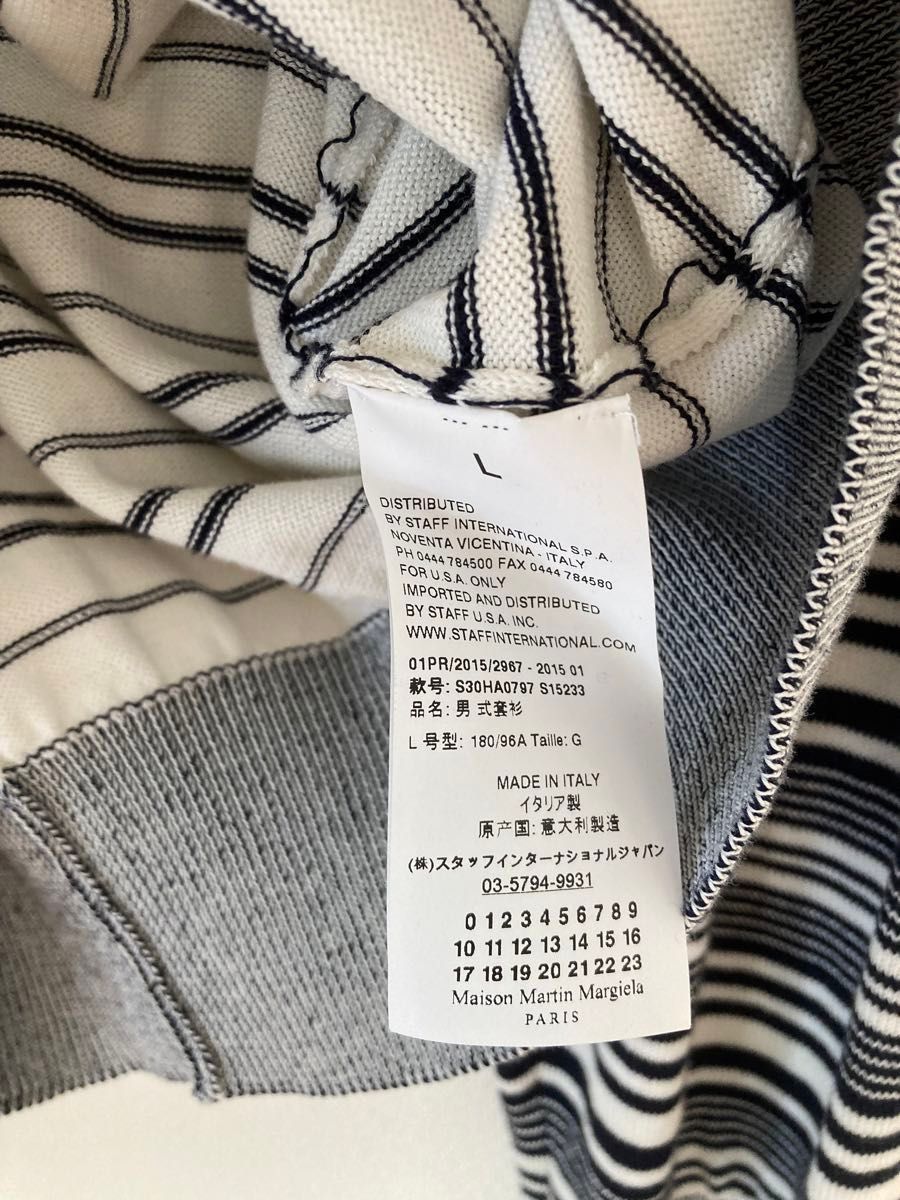 L
DISTRIBUTED
BY STAFF INTERNATIONAL S.P.A.
NOVENTA VICENTINA - ITALY
PH 0444 784500 FAX 0444 784580
FOR U.S.A. ONLY
IMPORTED AND DISTRIBUTED
BY STAFF U.S.A. INC.
WWW.STAFFINTERNATIONAL.COM
01PR/2015/2967 - 2015 01
款号: S30HA0797 S15233
品名: 男 式套衫
L 号型: 180/96A Taille: G
MADE IN ITALY
イタリア製
原产国: 意大利製造
(株)スタッフインターナショナルジャパン
03-5794-9931
0 1 2 3 4 5 6 7 8 9
10 11 12 13 14 15 16
17 18 19 20 21 22 23
Maison Martin Margiela
PARIS